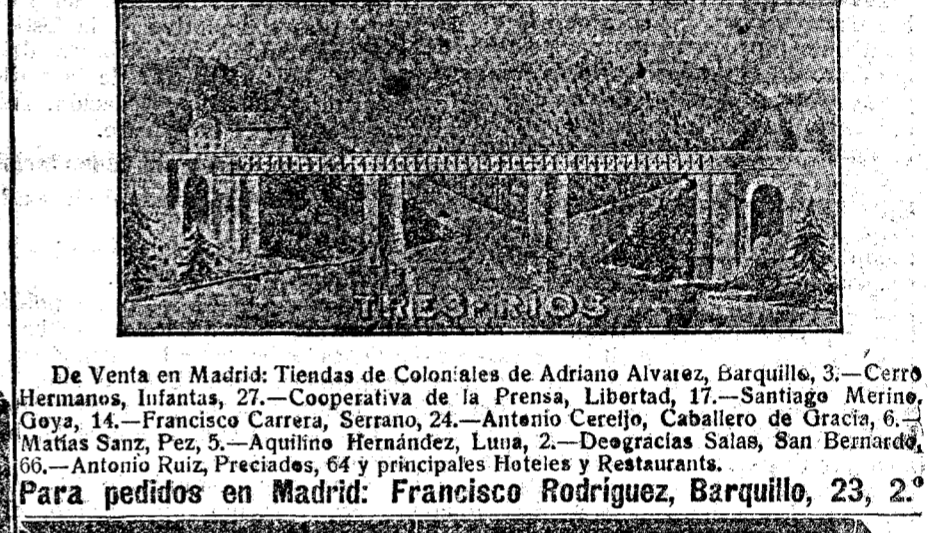 TRES-RÍOS
De Venta en Madrid: Tiendas de Coloniales de Adriano Alvarez, Barquillo, 3.—Cerro
Hermanos, Infantas, 27.—Cooperativa de la Prensa, Libertad, 17.—Santiago Merino,
Goya, 14.—Francisco Carrera, Serrano, 24.—Antonio Cereijo, Caballero de Gracia, 6.—
Matías Sanz, Pez, 5.—Aquilino Hernández, Luna, 2.—Deogracias Salas, San Bernardo,
66.—Antonio Ruiz, Preciados, 64 y principales Hoteles y Restaurants.
Para pedidos en Madrid: Francisco Rodríguez, Barquillo, 23, 2.º